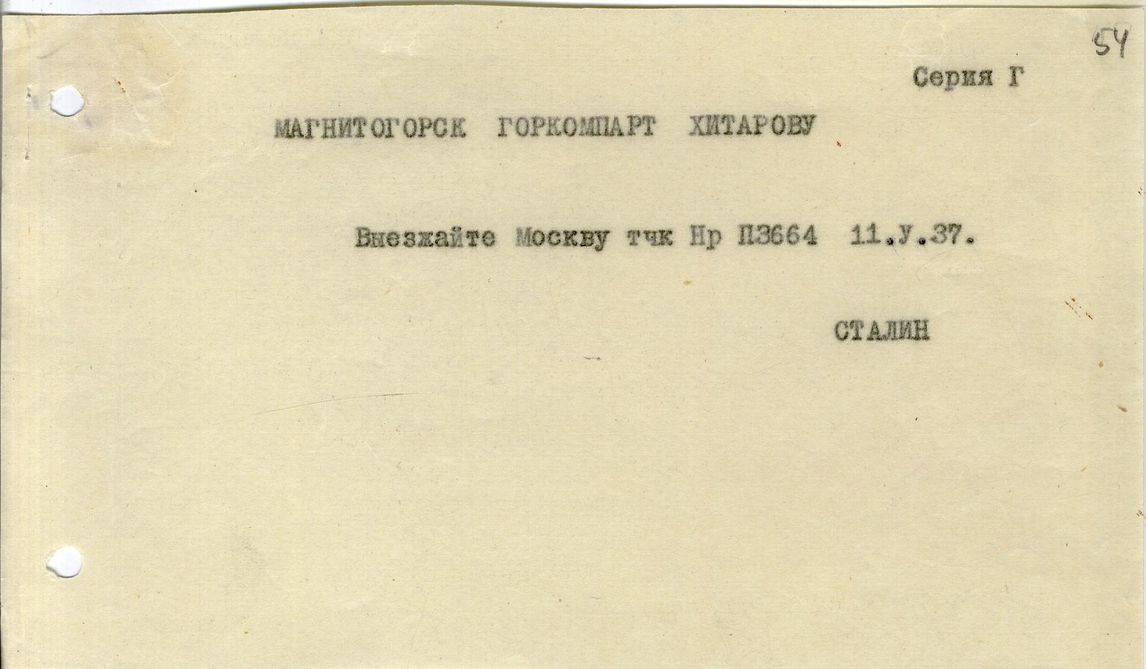 54
Серия Г
МАГНИТОГОРСК ГОРКОМПАРТ ХИТАРОВУ
Выезжайте Москву тчк Нр П3664 11.У.37.
СТАЛИН